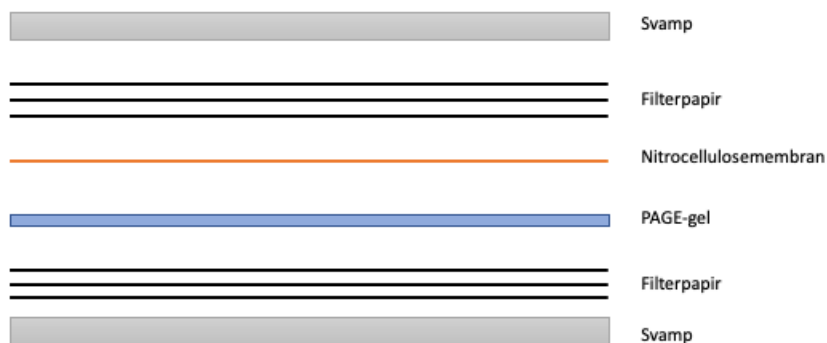 Svamp
Filterpapir
Nitrocellulosemembran
PAGE-gel
Filterpapir
Svamp